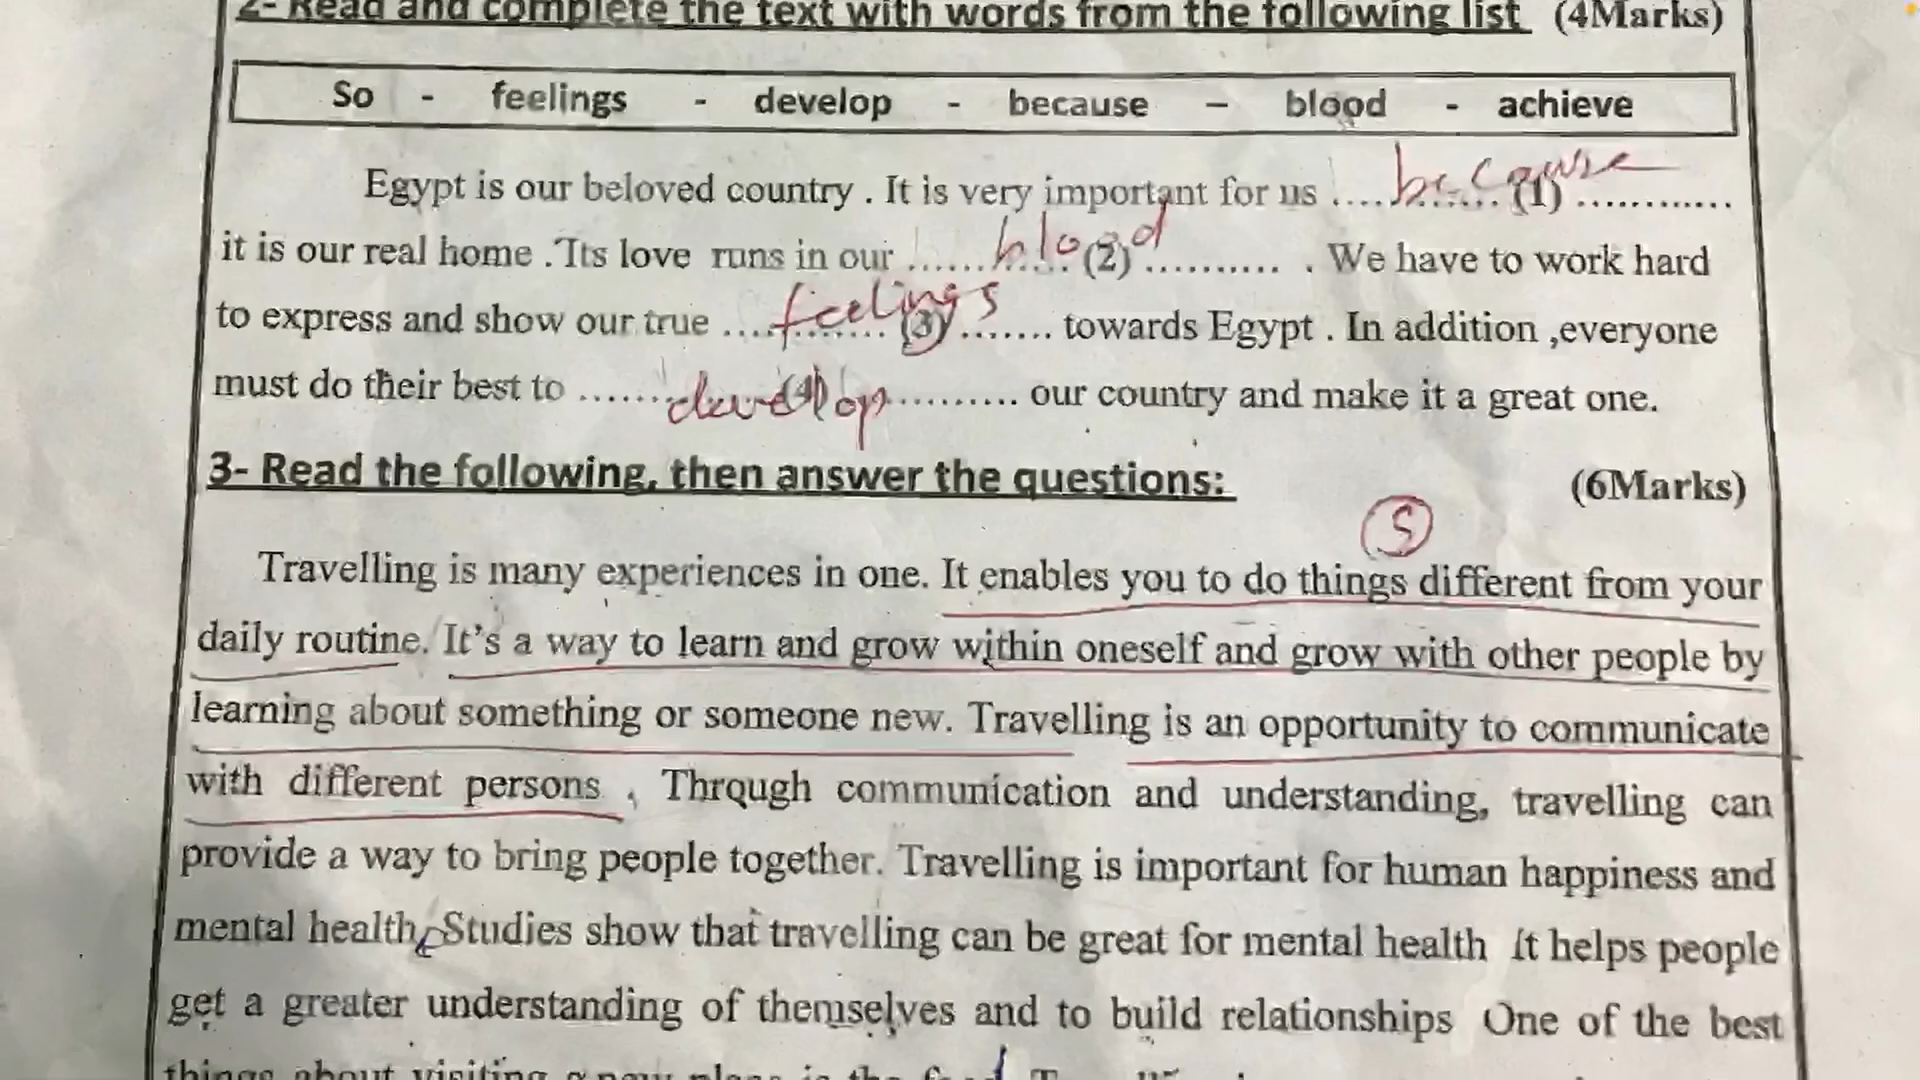 2- Read and complete the text with words from the following list (4Marks)
So - feelings - develop - because – blood - achieve
Egypt is our beloved country . It is very important for us .... because (1) ............
it is our real home . Its love runs in our ........... blood (2) .......... . We have to work hard
to express and show our true ........... feelings (3) ........ towards Egypt . In addition ,everyone
must do their best to ....... develop (4) .......... our country and make it a great one.
3- Read the following, then answer the questions: (6Marks)
5
Travelling is many experiences in one. It enables you to do things different from your
daily routine. It's a way to learn and grow within oneself and grow with other people by
learning about something or someone new. Travelling is an opportunity to communicate
with different persons . Through communication and understanding, travelling can
provide a way to bring people together. Travelling is important for human happiness and
mental health. Studies show that travelling can be great for mental health It helps people
get a greater understanding of themselves and to build relationships One of the best
things about visiting a new place is the food